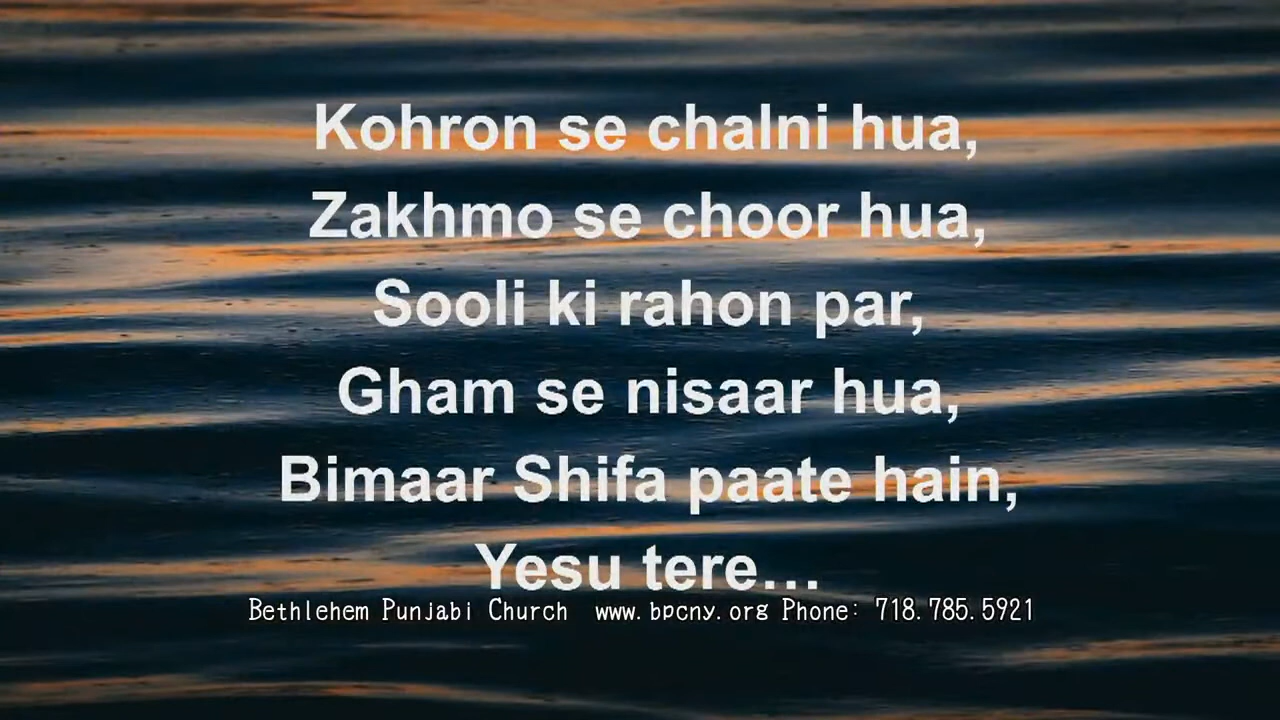 Kohron se chalni hua,
Zakhmo se choor hua,
Sooli ki rahon par,
Gham se nisaar hua,
Bimaar Shifa paate hain,
Yesu tere...
Bethlehem Punjabi Church www.bpcny.org Phone: 718.785.5921